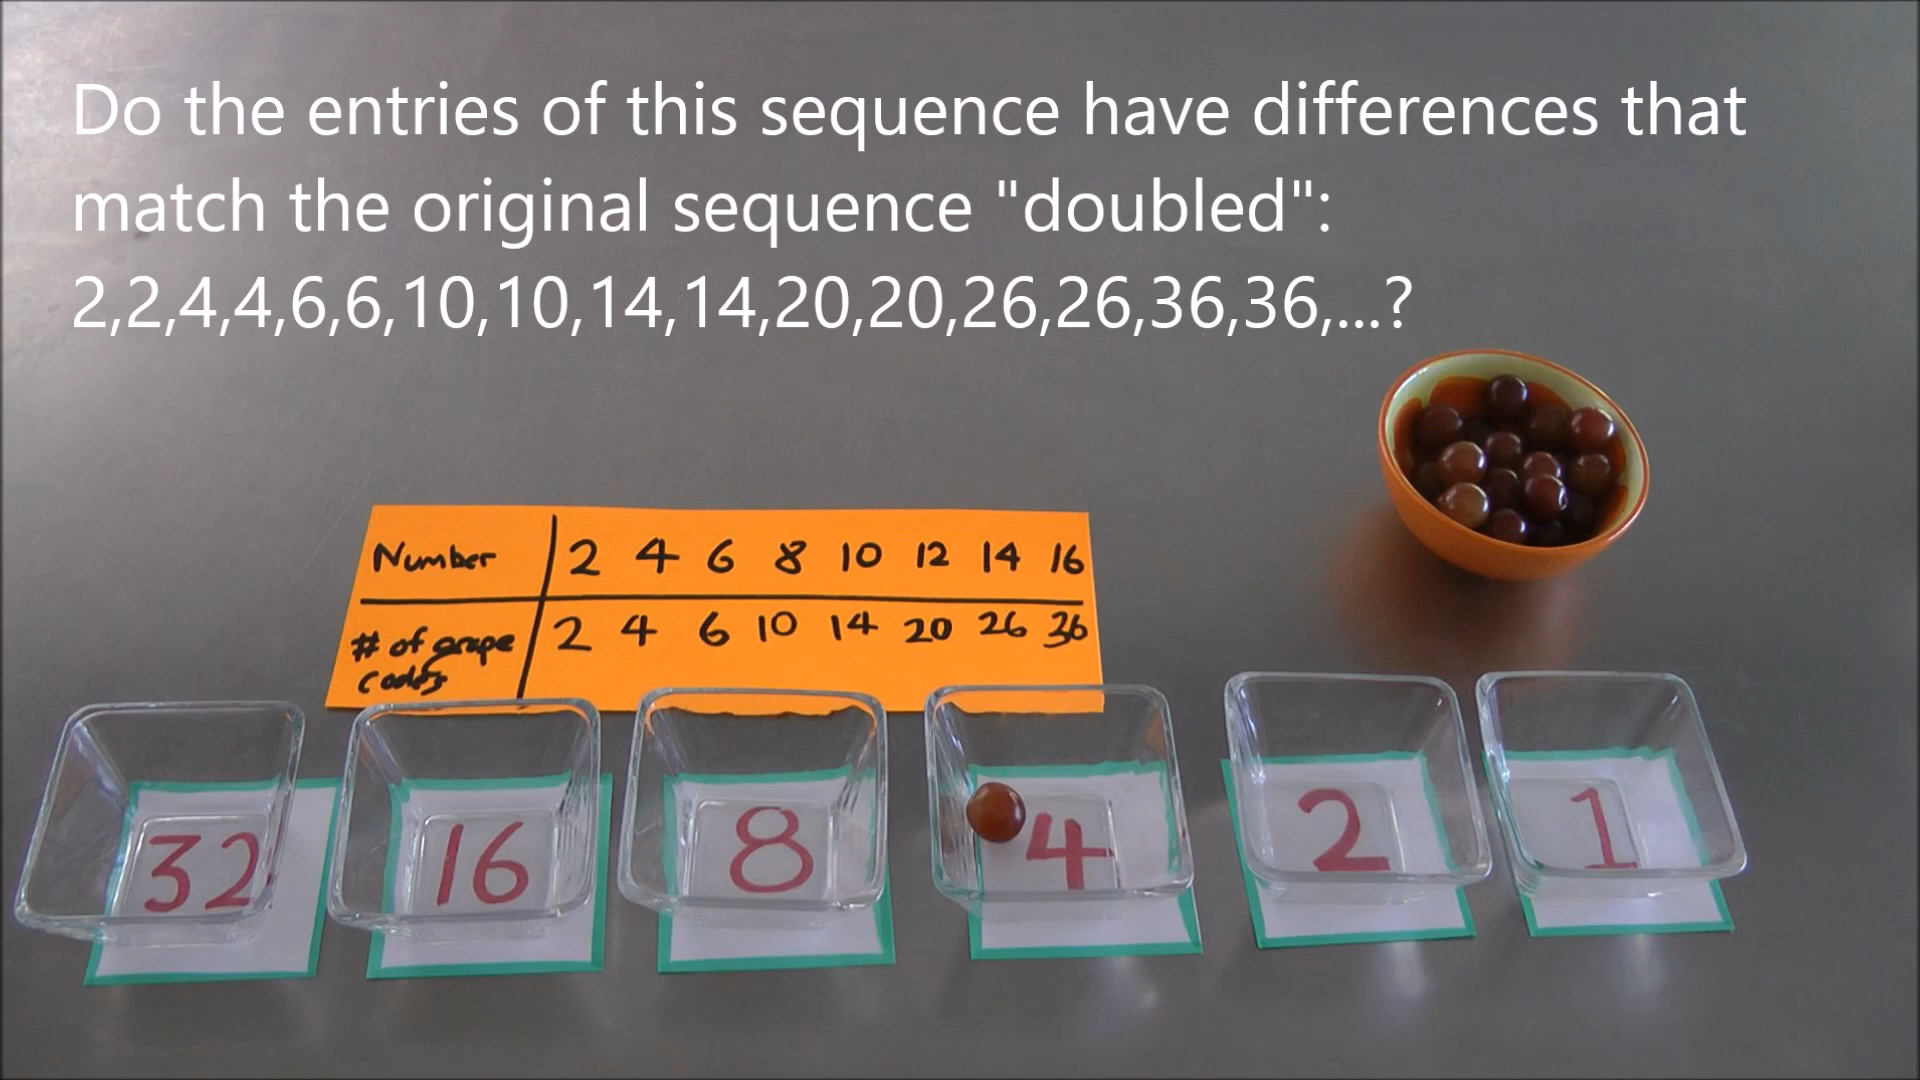 Do the entries of this sequence have differences that
match the original sequence "doubled":
2,2,4,4,6,6,10,10,14,14,20,20,26,26,36,36,...?
Number 2 4 6 8 10 12 14 16
# of grape 2 4 6 10 14 20 26 36
codes
32 16 8 4 2 1